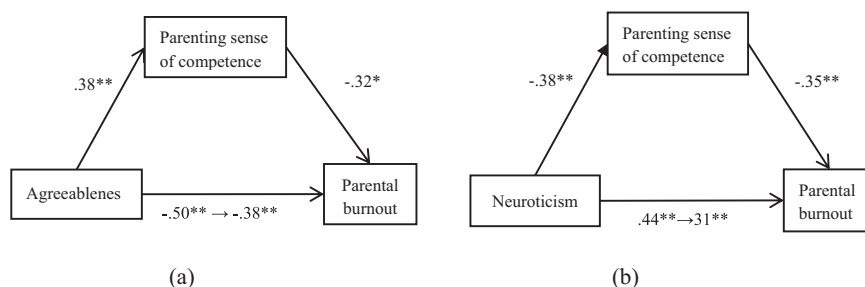 Parenting sense
of competence
.38**
-.32*
Agreeablenes
Parental
burnout
-.50** → -.38**
(a)
Parenting sense
of competence
-.38**
-.35**
Neuroticism
Parental
burnout
.44**→31**
(b)